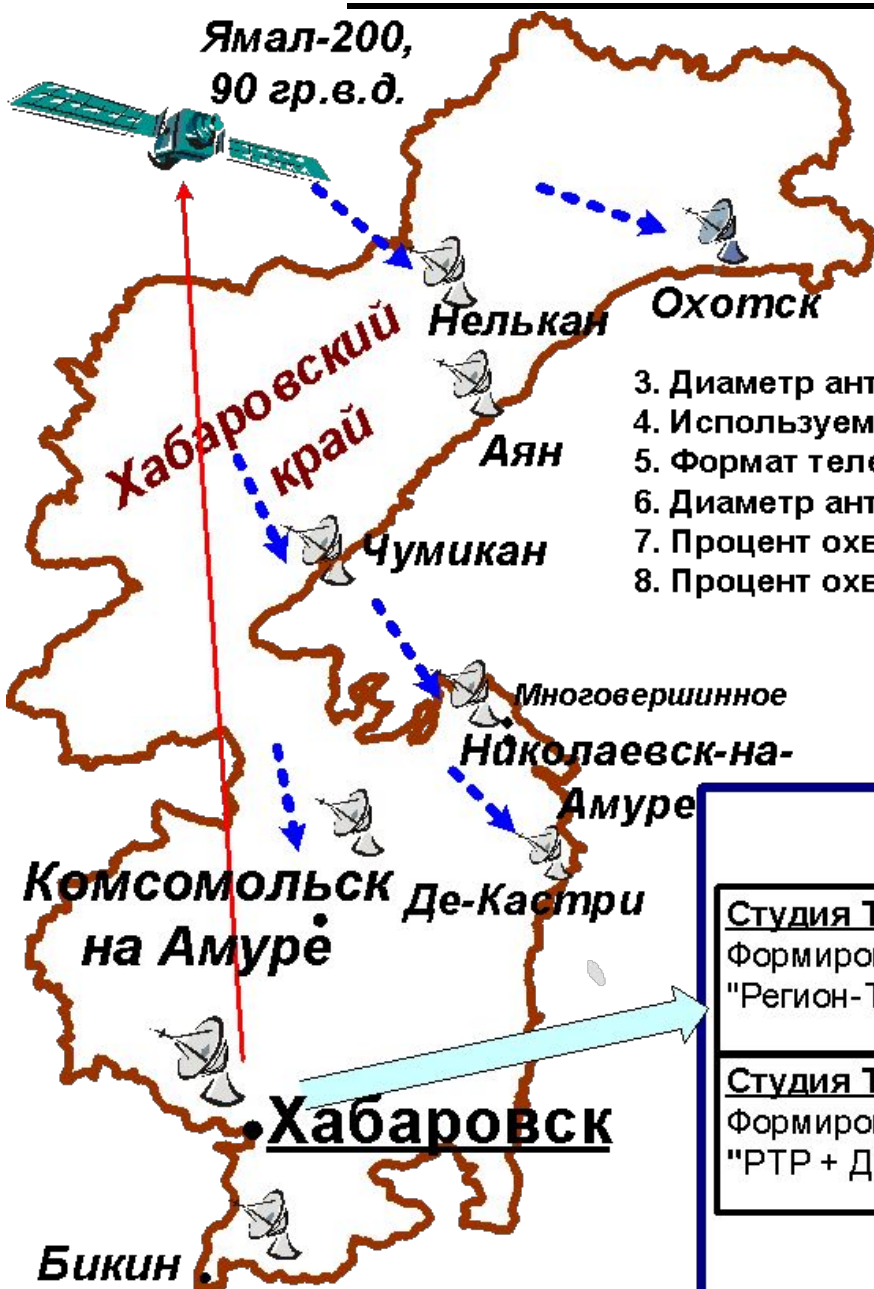 Ямал-200,
90 гр.в.д.
Охотск
Нелькан
Хабаровский
край
Аян
3. Диаметр ант
4. Используем
5. Формат теле
6. Диаметр ант
7. Процент охв
8. Процент охв
Чумикан
Многовершинное
Николаевск-на-
Амуре
Комсомольск
на Амуре
Де-Кастри
Студия Т
Формиров
"Регион-Т
Студия Т
Формиров
"РТР + Д
Хабаровск
Бикин